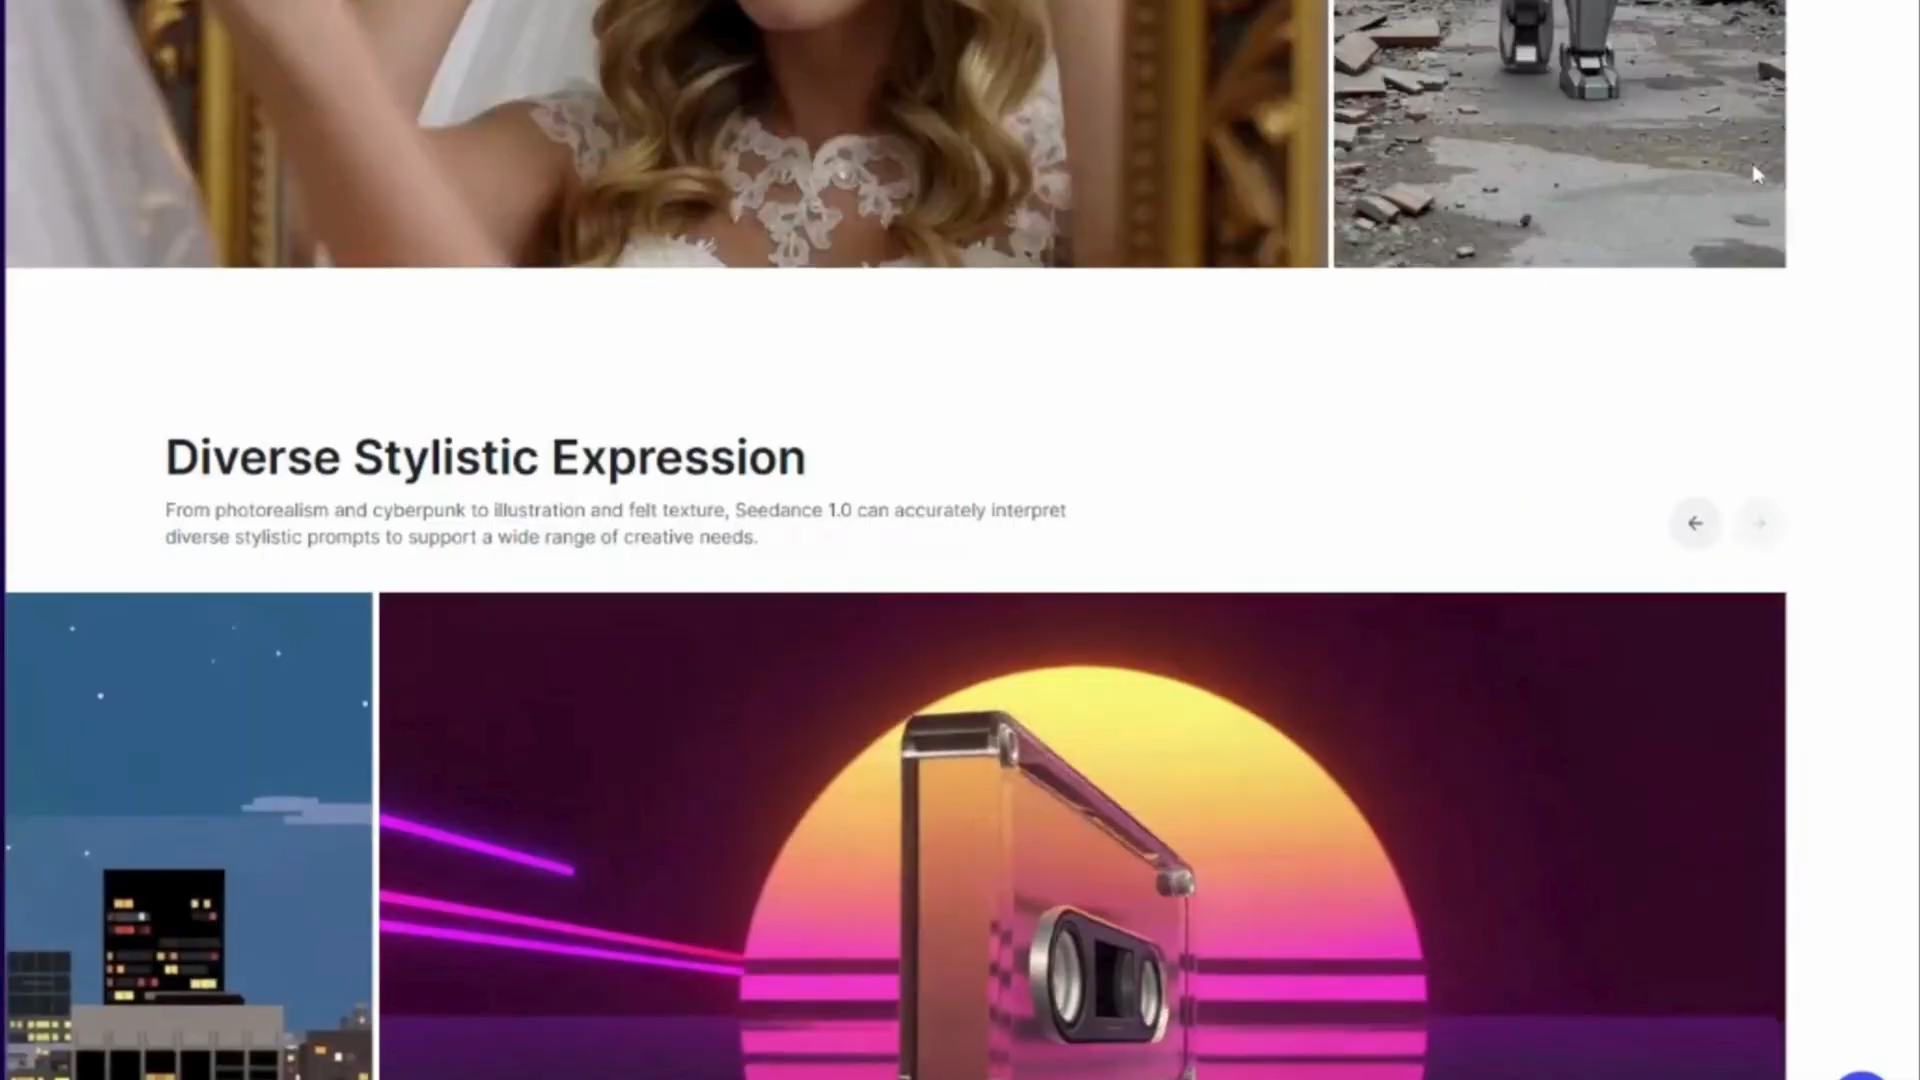 Diverse Stylistic Expression
From photorealism and cyberpunk to illustration and felt texture, Seedance 1.0 can accurately interpret
diverse stylistic prompts to support a wide range of creative needs.